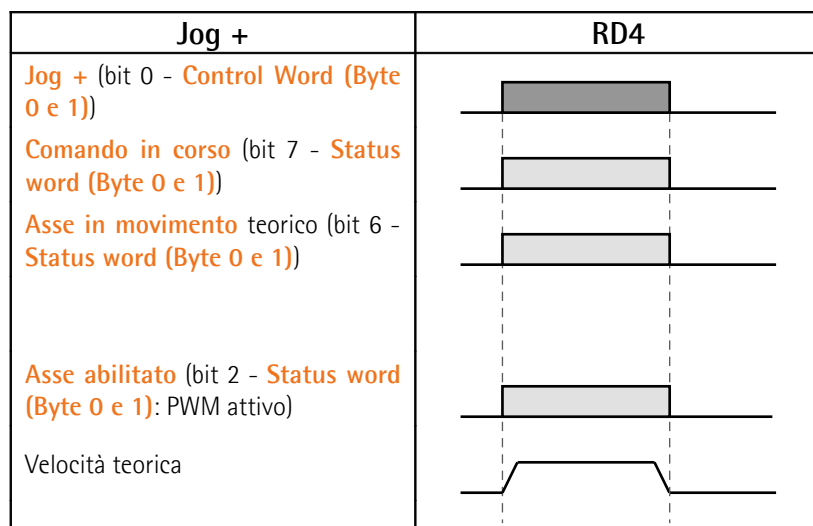 Jog +
RD4
Jog + (bit 0 - Control Word (Byte
0 e 1))
Comando in corso (bit 7 - Status
word (Byte 0 e 1))
Asse in movimento teorico (bit 6 -
Status word (Byte 0 e 1))
Asse abilitato (bit 2 - Status word
(Byte 0 e 1): PWM attivo)
Velocità teorica